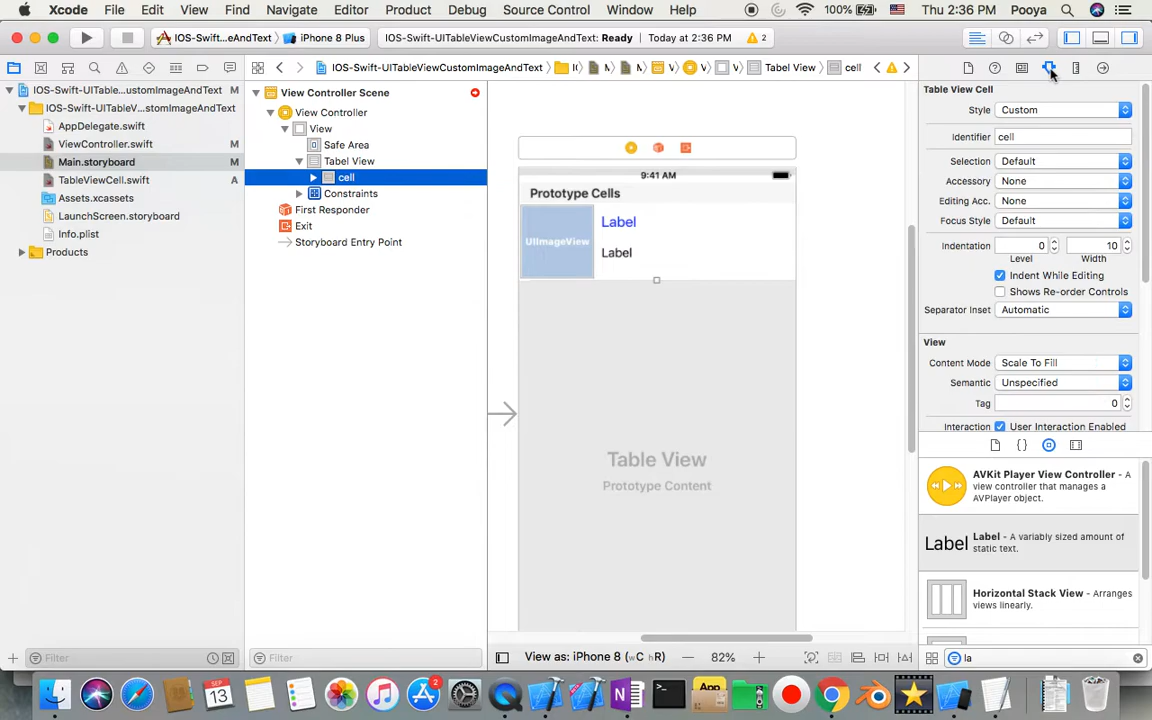 Xcode File Edit View Find Navigate Editor Product Debug Source Control Window Help 100% Thu 2:36 PM Pooya
IOS-Swift-...eAndText iPhone 8 Plus IOS-Swift-UITableViewCustomImageAndText: Ready Today at 2:36 PM 2
IOS-Swift-UITableViewCustomImageAndText Tabel View cell
IOS-Swift-UITable...ustomImageAndText M
IOS-Swift-UITableV...stomImageAndText
AppDelegate.swift
ViewController.swift M
Main.storyboard M
TableViewCell.swift A
Assets.xcassets
LaunchScreen.storyboard
Info.plist
Products
Filter
View Controller Scene
View Controller
View
Safe Area
Tabel View
cell
Constraints
First Responder
Exit
Storyboard Entry Point
Filter
9:41 AM
Prototype Cells
UIImageView
Label
Label
Table View
Prototype Content
View as: iPhone 8 (wC hR) 82%
Table View Cell
Style Custom
Identifier cell
Selection Default
Accessory None
Editing Acc. None
Focus Style Default
Indentation 0 10
Level Width
Indent While Editing
Shows Re-order Controls
Separator Inset Automatic
View
Content Mode Scale To Fill
Semantic Unspecified
Tag 0
Interaction User Interaction Enabled
{ }
AVKit Player View Controller - A
view controller that manages a
AVPlayer object.
Label Label - A variably sized amount of
static text.
Horizontal Stack View - Arranges
views linearly.
la
SEP
13
2
App